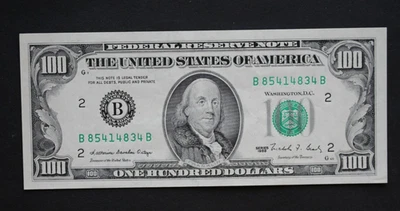 FEDERAL RESERVE NOTE
100 THE UNITED STATES OF AMERICA 100
THIS NOTE IS LEGAL TENDER
FOR ALL DEBTS, PUBLIC AND PRIVATE
B 85414834 B
2
WASHINGTON, D.C.
2
B
B 85414834 B
2
2
SERIES
100 ONE HUNDRED DOLLARS 100